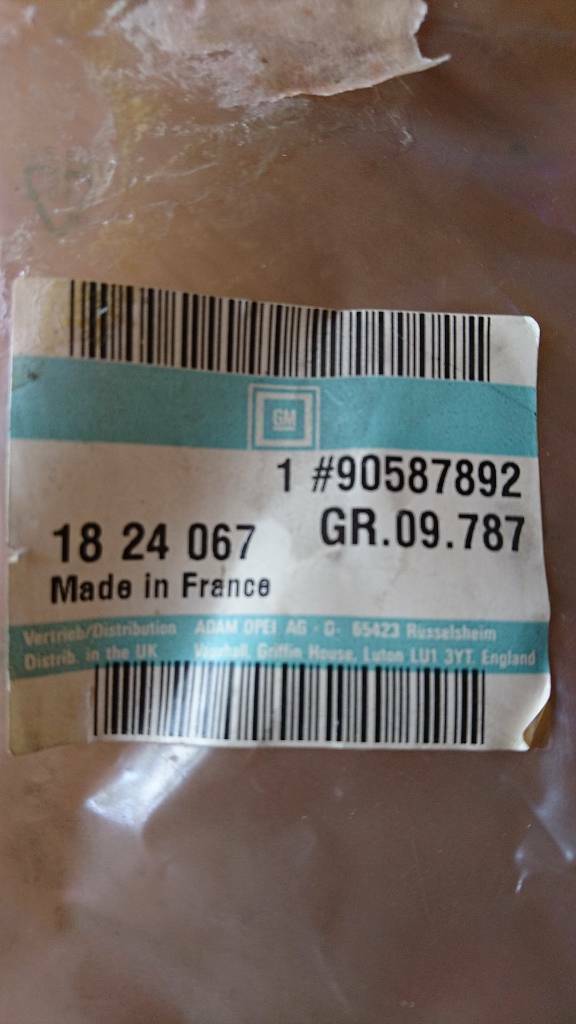 GM
1 #90587892
18 24 067 GR.09.787
Made in France
Vertrieb/Distribution ADAM OPEL AG · D- 65423 Rüsselsheim
Distrib. in the UK Vauxhall, Griffin House, Luton LU1 3YT. England